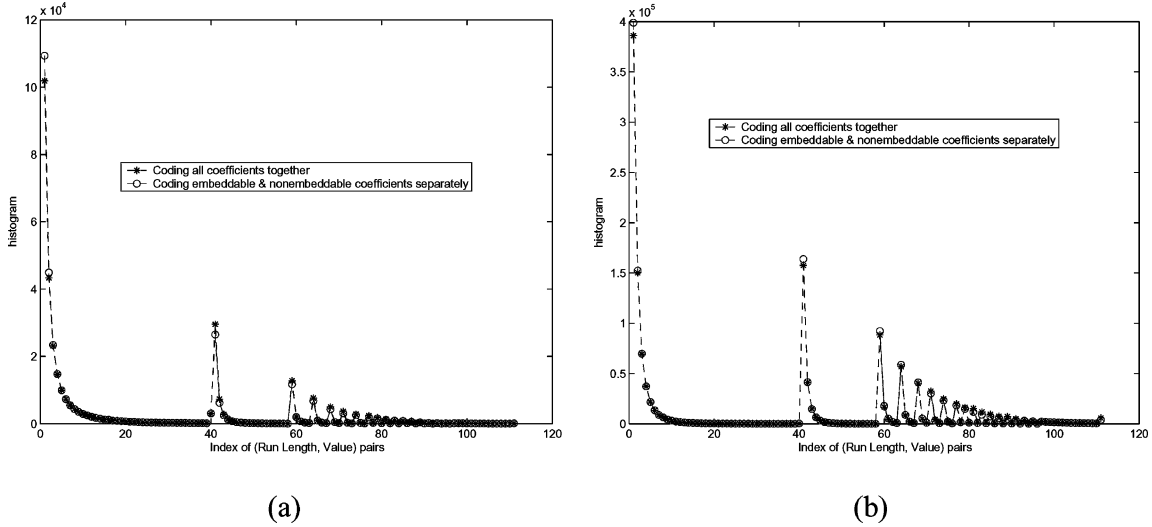 x 10^4
12
10
8
6
4
2
0
histogram
0 20 40 60 80 100 120
Index of (Run Length, Value) pairs
Coding all coefficients together
Coding embeddable & nonembeddable coefficients separately
(a)
x 10^5
4
3.5
3
2.5
2
1.5
1
0.5
0
histogram
0 20 40 60 80 100 120
Index of (Run Length, Value) pairs
Coding all coefficients together
Coding embeddable & nonembeddable coefficients separately
(b)